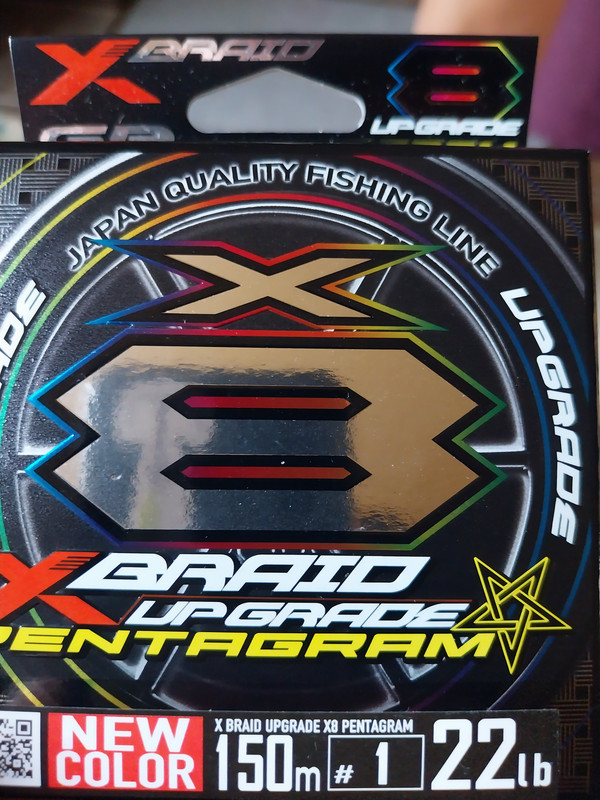 X BRAID
X8
UPGRADE
JAPAN QUALITY FISHING LINE
UPGRADE
X
8
X BRAID
UPGRADE
PENTAGRAM
NEW
COLOR
X BRAID UPGRADE X8 PENTAGRAM
150m
# 1
22lb